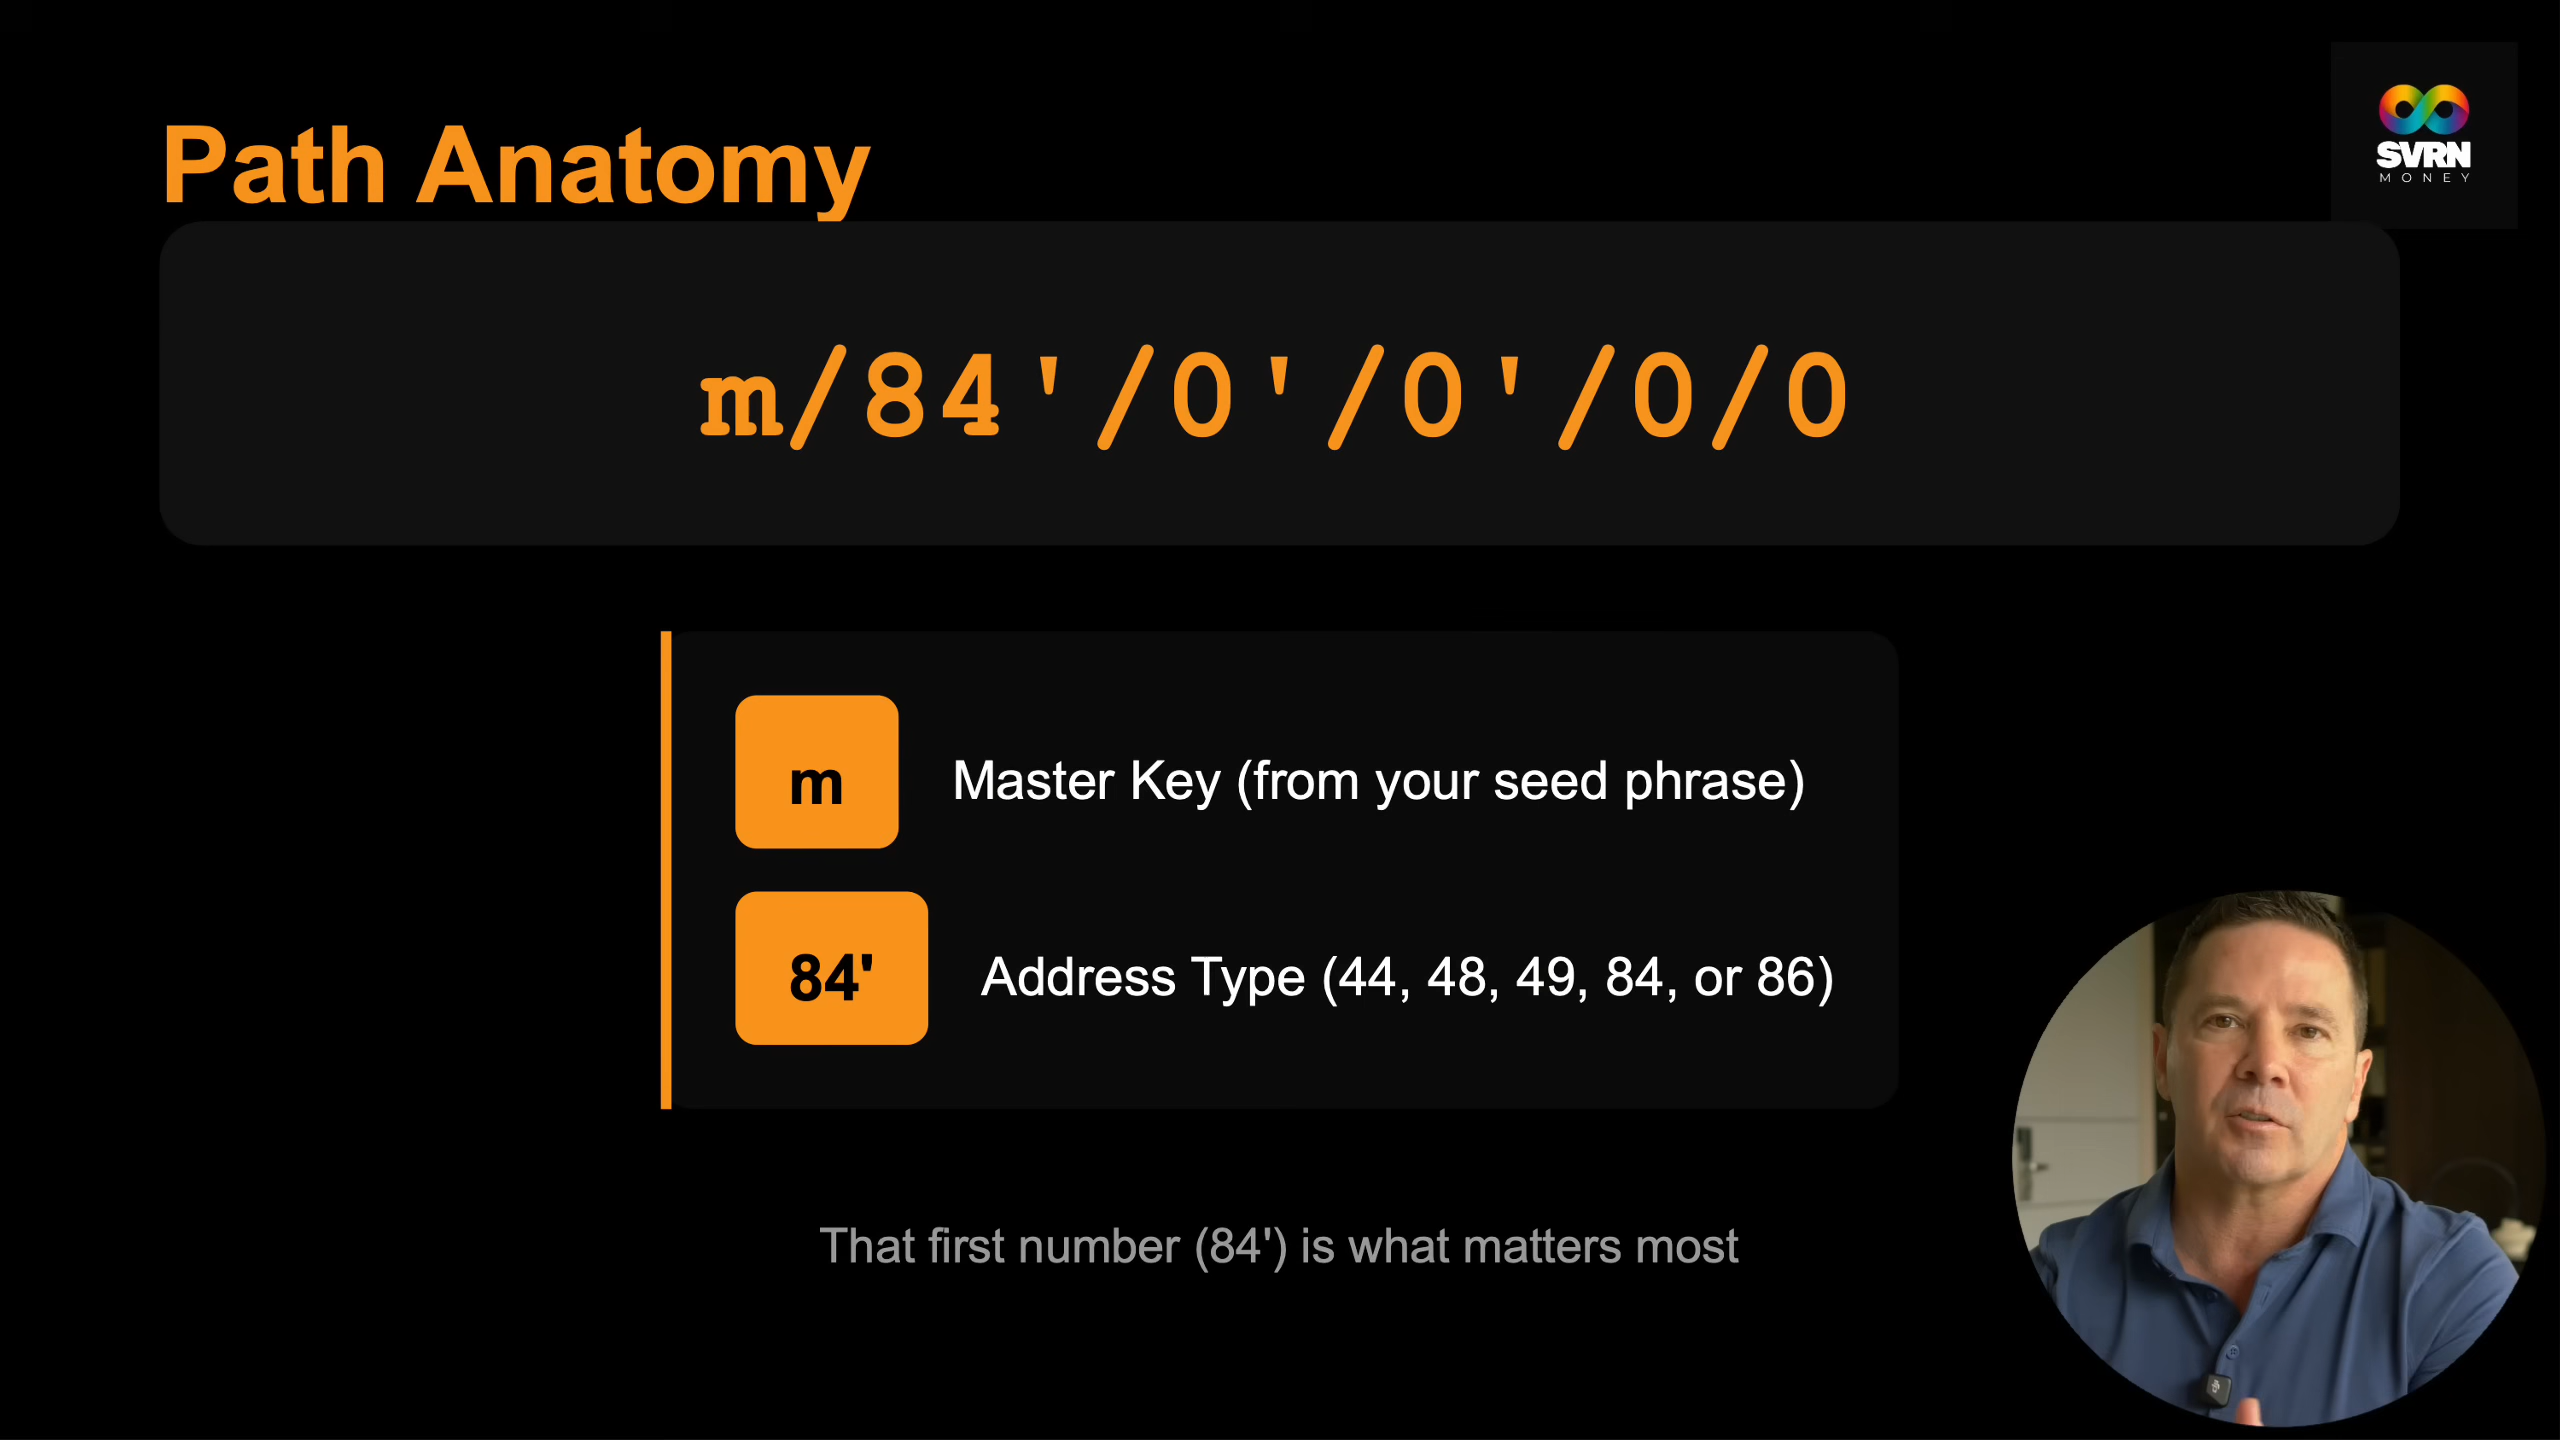 Path Anatomy
SVRN
MONEY
m/84'/0'/0'/0/0
m Master Key (from your seed phrase)
84' Address Type (44, 48, 49, 84, or 86)
That first number (84') is what matters most